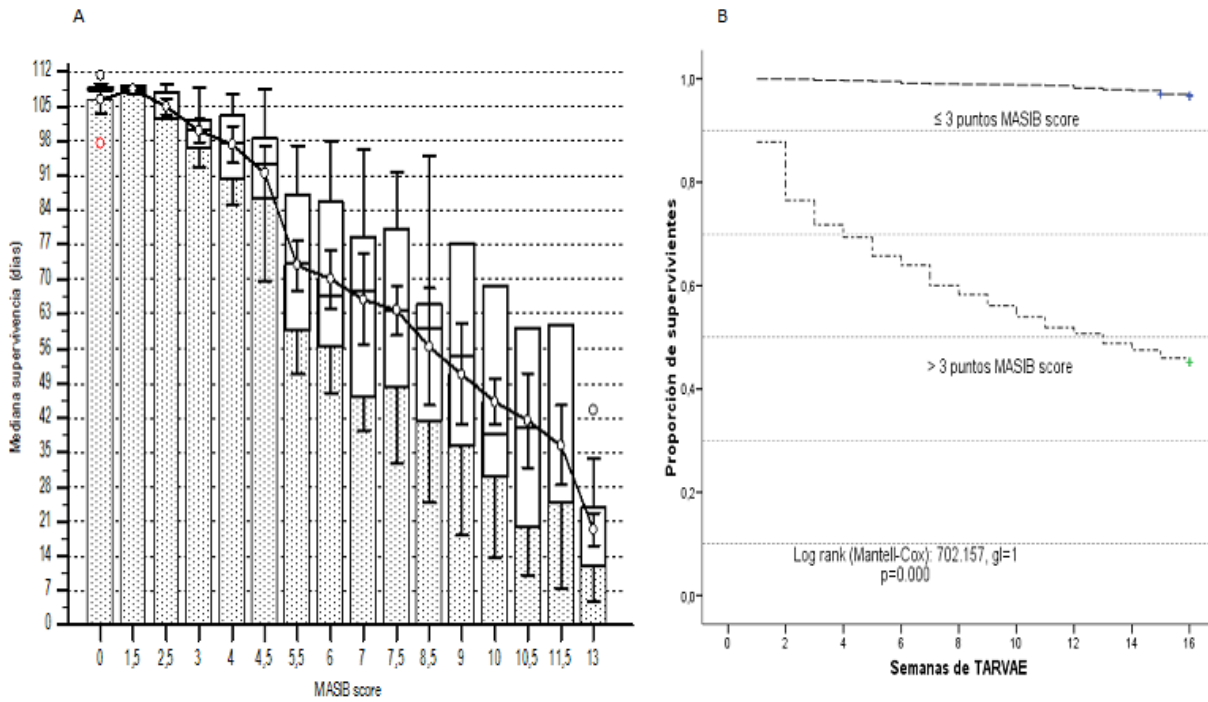 A
Mediana supervivencia (días)
112
105
98
91
84
77
70
63
56
49
42
35
28
21
14
7
0
0 1,5 2,5 3 4 4,5 5,5 6 7 7,5 8,5 9 10 10,5 11,5 13
MASIB score
B
Proporción de supervivientes
1,0
0,8
0,6
0,4
0,2
0,0
≤ 3 puntos MASIB score
> 3 puntos MASIB score
Log rank (Mantell-Cox): 702.157, gl=1
p=0.000
0 2 4 6 8 10 12 14 16
Semanas de TARVAE